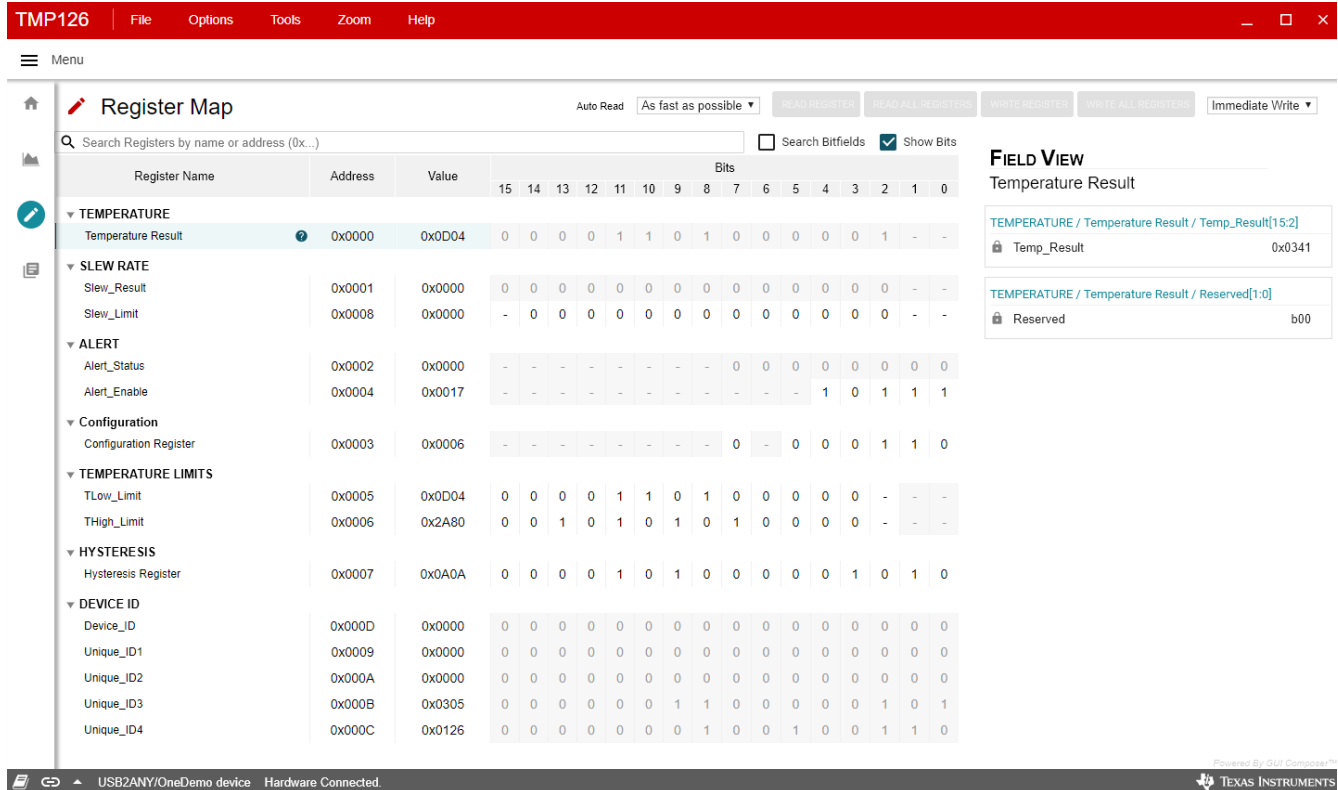 TMP126 File Options Tools Zoom Help
Menu
Register Map Auto Read As fast as possible READ REGISTER READ ALL REGISTERS WRITE REGISTER WRITE ALL REGISTERS Immediate Write
Search Registers by name or address (0x...) Search Bitfields Show Bits
Register Name Address Value Bits
15 14 13 12 11 10 9 8 7 6 5 4 3 2 1 0
TEMPERATURE
Temperature Result ? 0x0000 0x0D04 0 0 0 0 1 1 0 1 0 0 0 0 0 1 - -
SLEW RATE
Slew_Result 0x0001 0x0000 0 0 0 0 0 0 0 0 0 0 0 0 0 0 - -
Slew_Limit 0x0008 0x0000 - 0 0 0 0 0 0 0 0 0 0 0 0 0 - -
ALERT
Alert_Status 0x0002 0x0000 - - - - - - - - 0 0 0 0 0 0 0 0
Alert_Enable 0x0004 0x0017 - - - - - - - - - - - 1 0 1 1 1
Configuration
Configuration Register 0x0003 0x0006 - - - - - - - - 0 - 0 0 0 1 1 0
TEMPERATURE LIMITS
TLow_Limit 0x0005 0x0D04 0 0 0 0 1 1 0 1 0 0 0 0 0 - - -
THigh_Limit 0x0006 0x2A80 0 0 1 0 1 0 1 0 1 0 0 0 0 - - -
HYSTERESIS
Hysteresis Register 0x0007 0x0A0A 0 0 0 0 1 0 1 0 0 0 0 0 1 0 1 0
DEVICE ID
Device_ID 0x000D 0x0000 0 0 0 0 0 0 0 0 0 0 0 0 0 0 0 0
Unique_ID1 0x0009 0x0000 0 0 0 0 0 0 0 0 0 0 0 0 0 0 0 0
Unique_ID2 0x000A 0x0000 0 0 0 0 0 0 0 0 0 0 0 0 0 0 0 0
Unique_ID3 0x000B 0x0305 0 0 0 0 0 0 1 1 0 0 0 0 0 1 0 1
Unique_ID4 0x000C 0x0126 0 0 0 0 0 0 0 1 0 0 1 0 0 1 1 0
FIELD VIEW
Temperature Result
TEMPERATURE / Temperature Result / Temp_Result[15:2]
Temp_Result 0x0341
TEMPERATURE / Temperature Result / Reserved[1:0]
Reserved b00
Powered By GUI Composer™
USB2ANY/OneDemo device Hardware Connected. TEXAS INSTRUMENTS